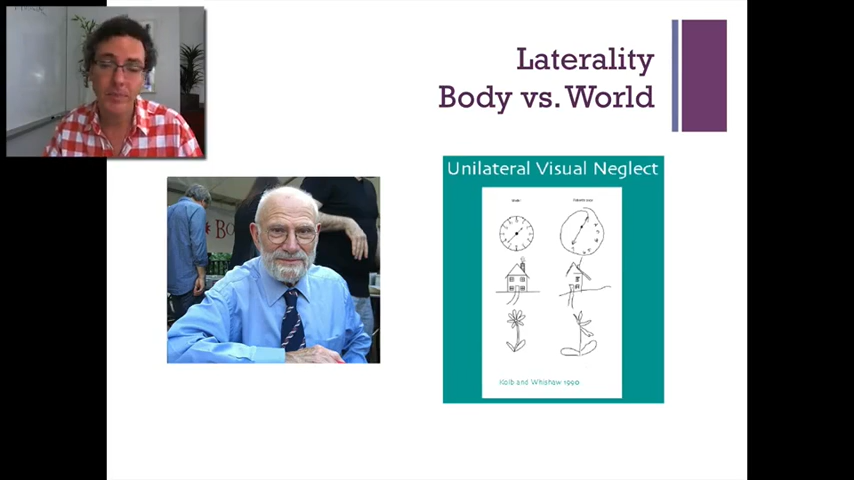 Laterality
Body vs. World
Unilateral Visual Neglect
Kolb and Whishaw 1990